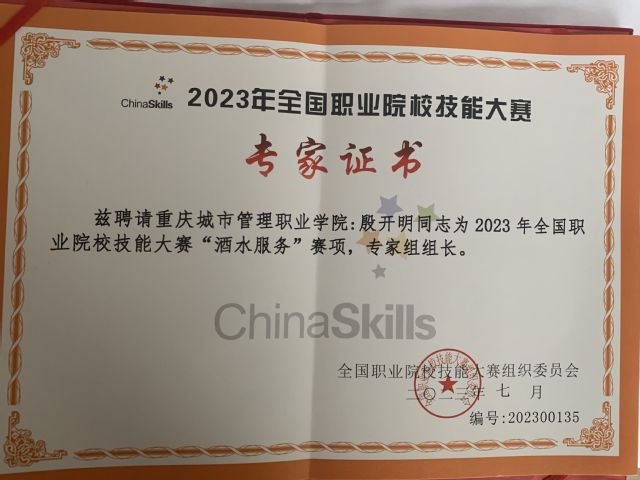 ChinaSkills
2023年全国职业院校技能大赛
专家证书
兹聘请重庆城市管理职业学院:殷开明同志为2023年全国职
业院校技能大赛“酒水服务”赛项,专家组组长。
ChinaSkills
全国职业院校技能大赛组织委员会
二〇二三年七月
编号:202300135